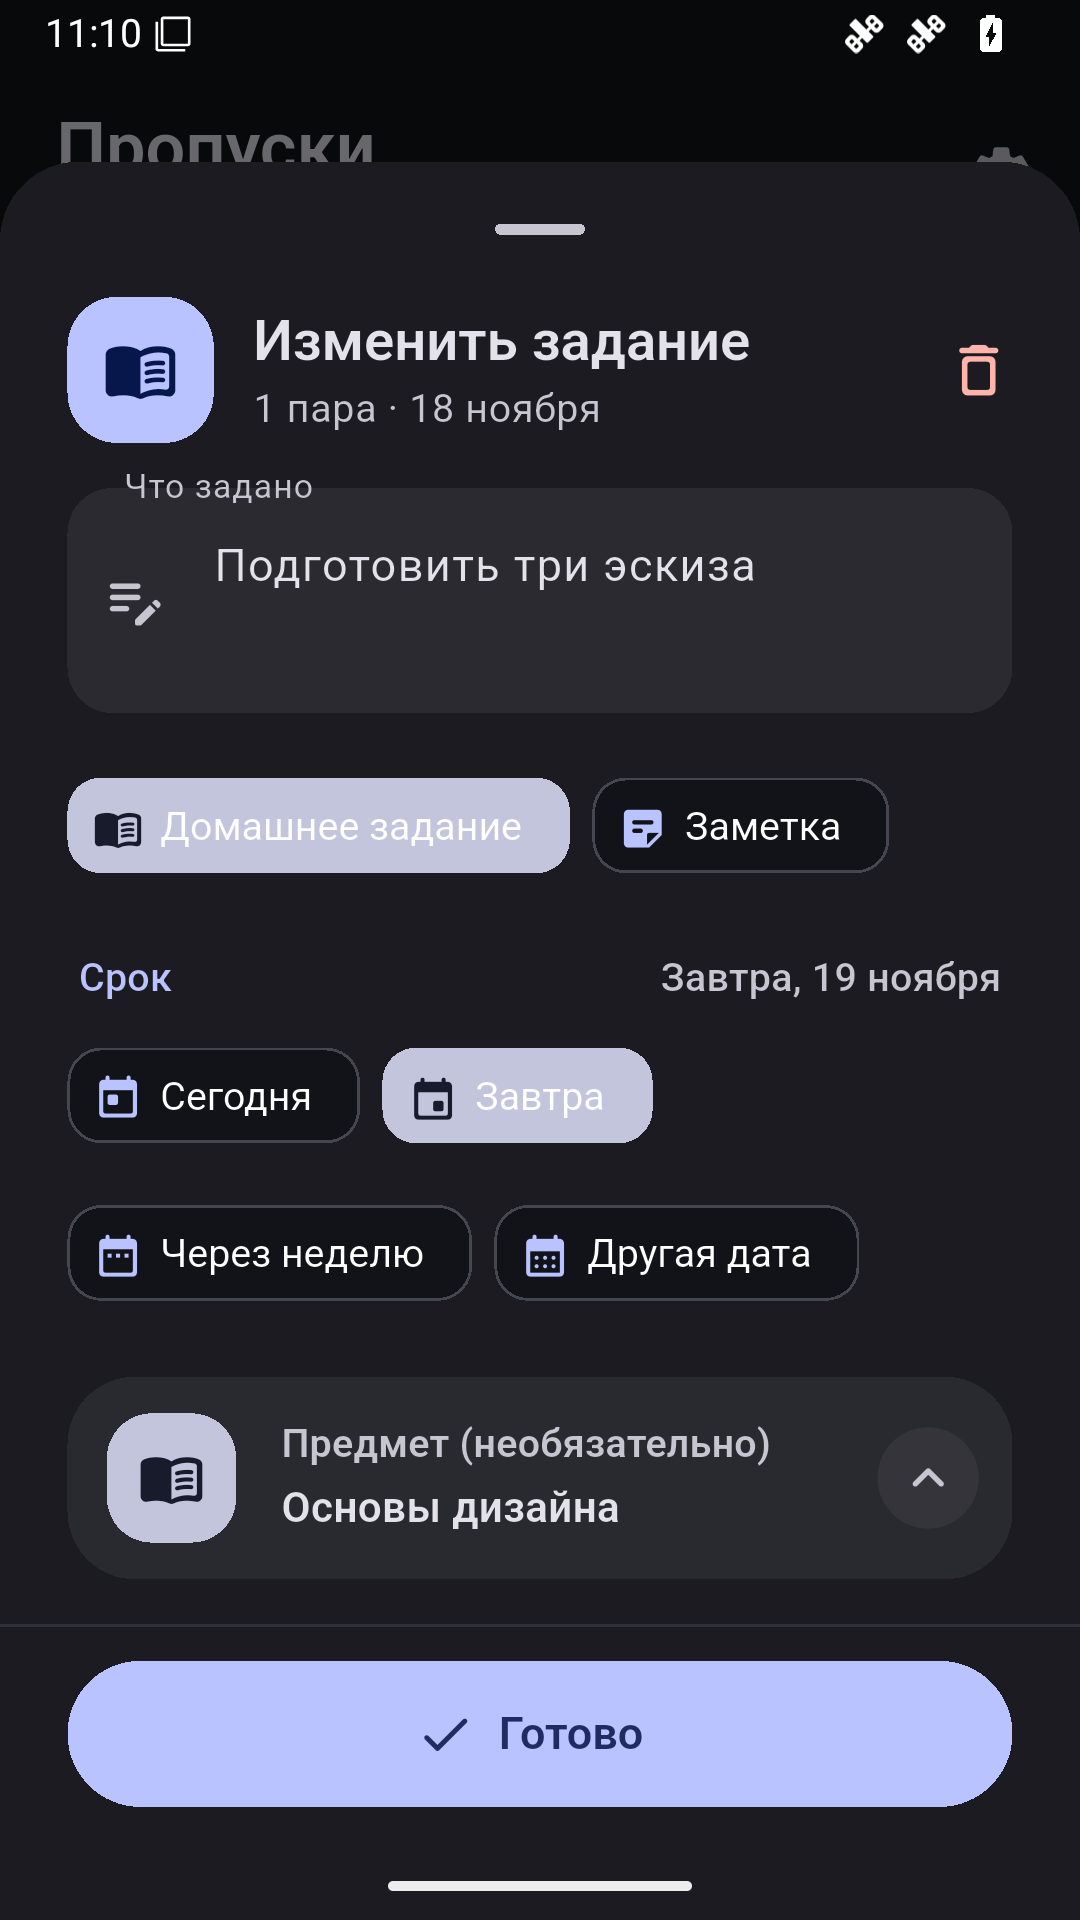 11:10
Пропуски
Изменить задание
1 пара · 18 ноября
Что задано
Подготовить три эскиза
Домашнее задание
Заметка
Срок
Завтра, 19 ноября
Сегодня
Завтра
Через неделю
Другая дата
Предмет (необязательно)
Основы дизайна
Готово